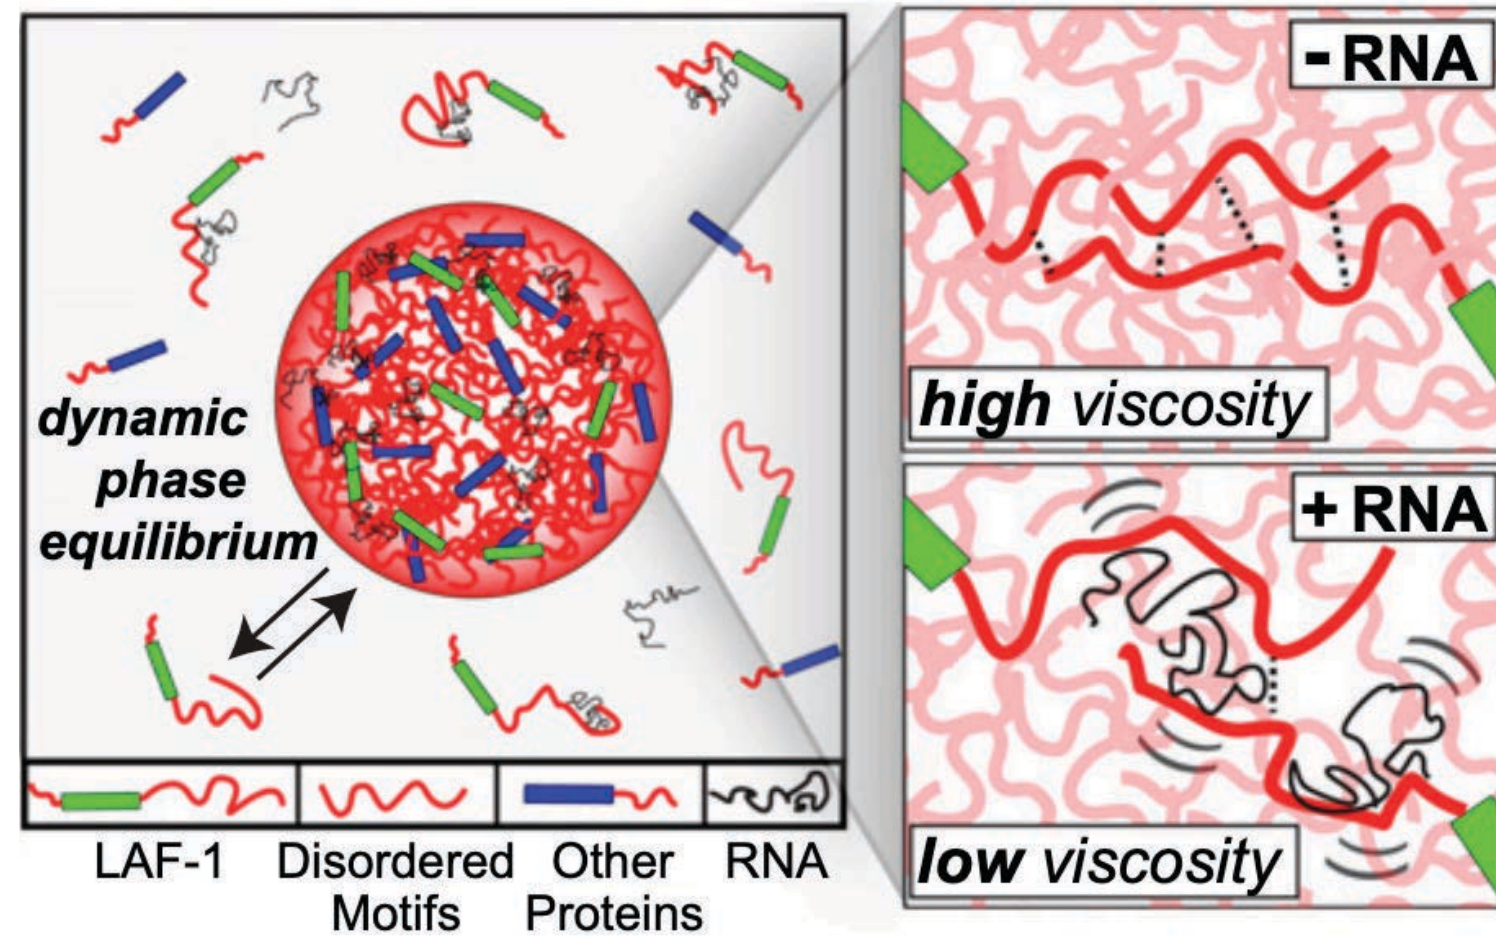 dynamic
phase
equilibrium
LAF-1
Disordered
Motifs
Other
Proteins
RNA
- RNA
high viscosity
+ RNA
low viscosity